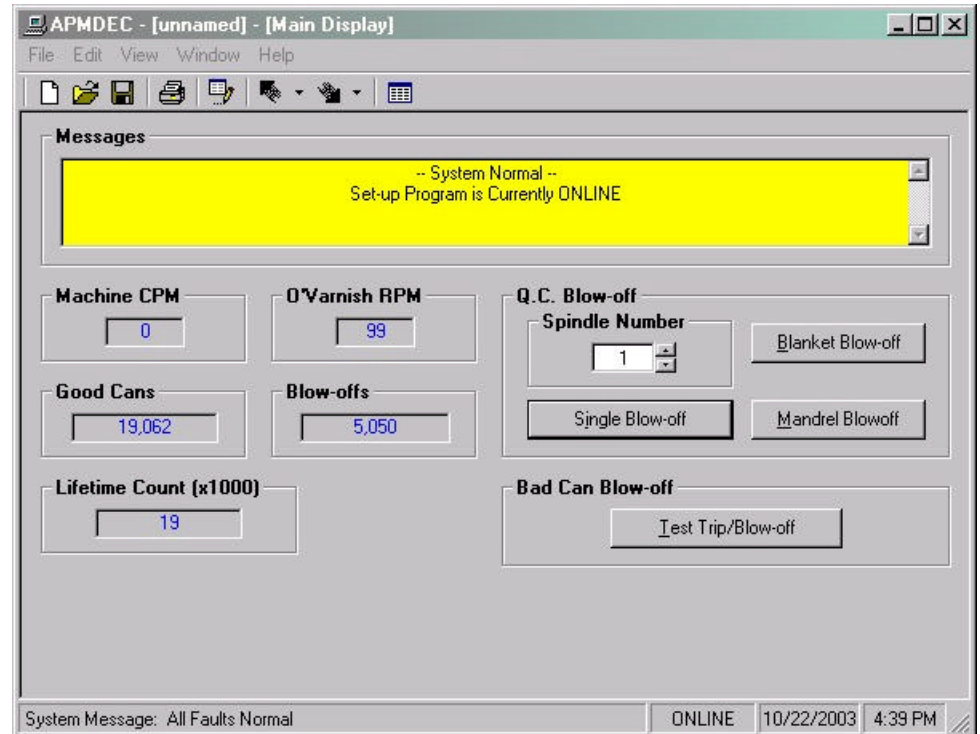 APMDEC - [unnamed] - [Main Display]
File Edit View Window Help
Messages
-- System Normal --
Set-up Program is Currently ONLINE
Machine CPM
0
O'Varnish RPM
99
Good Cans
19,062
Blow-offs
5,050
Lifetime Count (x1000)
19
Q.C. Blow-off
Spindle Number
1
Blanket Blow-off
Single Blow-off
Mandrel Blowoff
Bad Can Blow-off
Test Trip/Blow-off
System Message: All Faults Normal
ONLINE
10/22/2003
4:39 PM